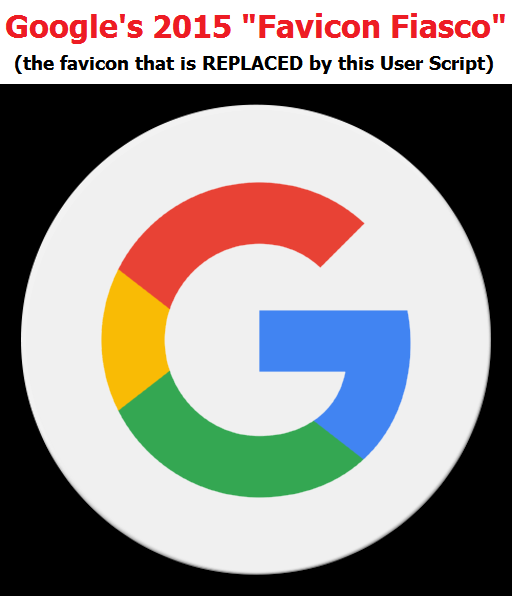 Google's 2015 "Favicon Fiasco"
(the favicon that is REPLACED by this User Script)
G